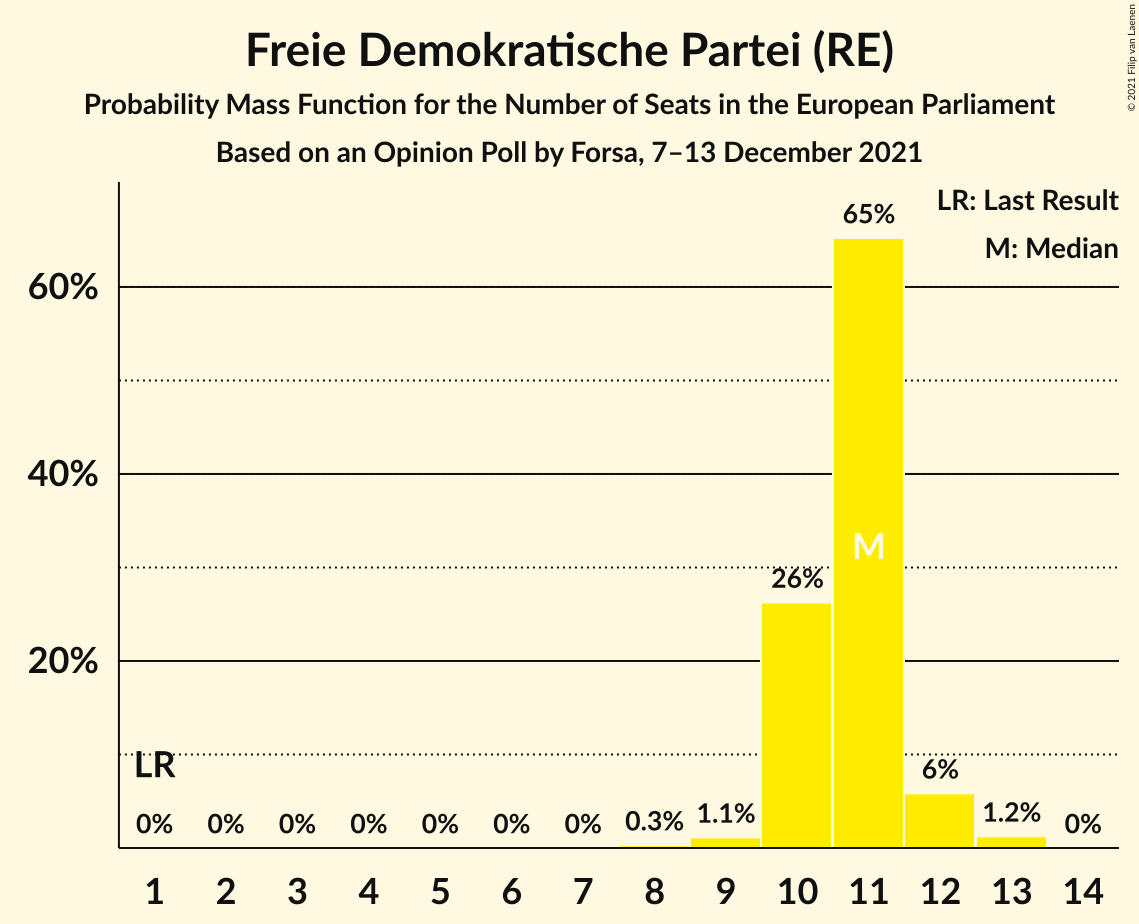 Freie Demokratische Partei (RE)
Probability Mass Function for the Number of Seats in the European Parliament
Based on an Opinion Poll by Forsa, 7–13 December 2021
© 2021 Filip van Laenen
LR: Last Result
M: Median
60%
40%
20%
LR
M
0%
0%
0%
0%
0%
0%
0%
0.3%
1.1%
26%
65%
6%
1.2%
0%
1 2 3 4 5 6 7 8 9 10 11 12 13 14